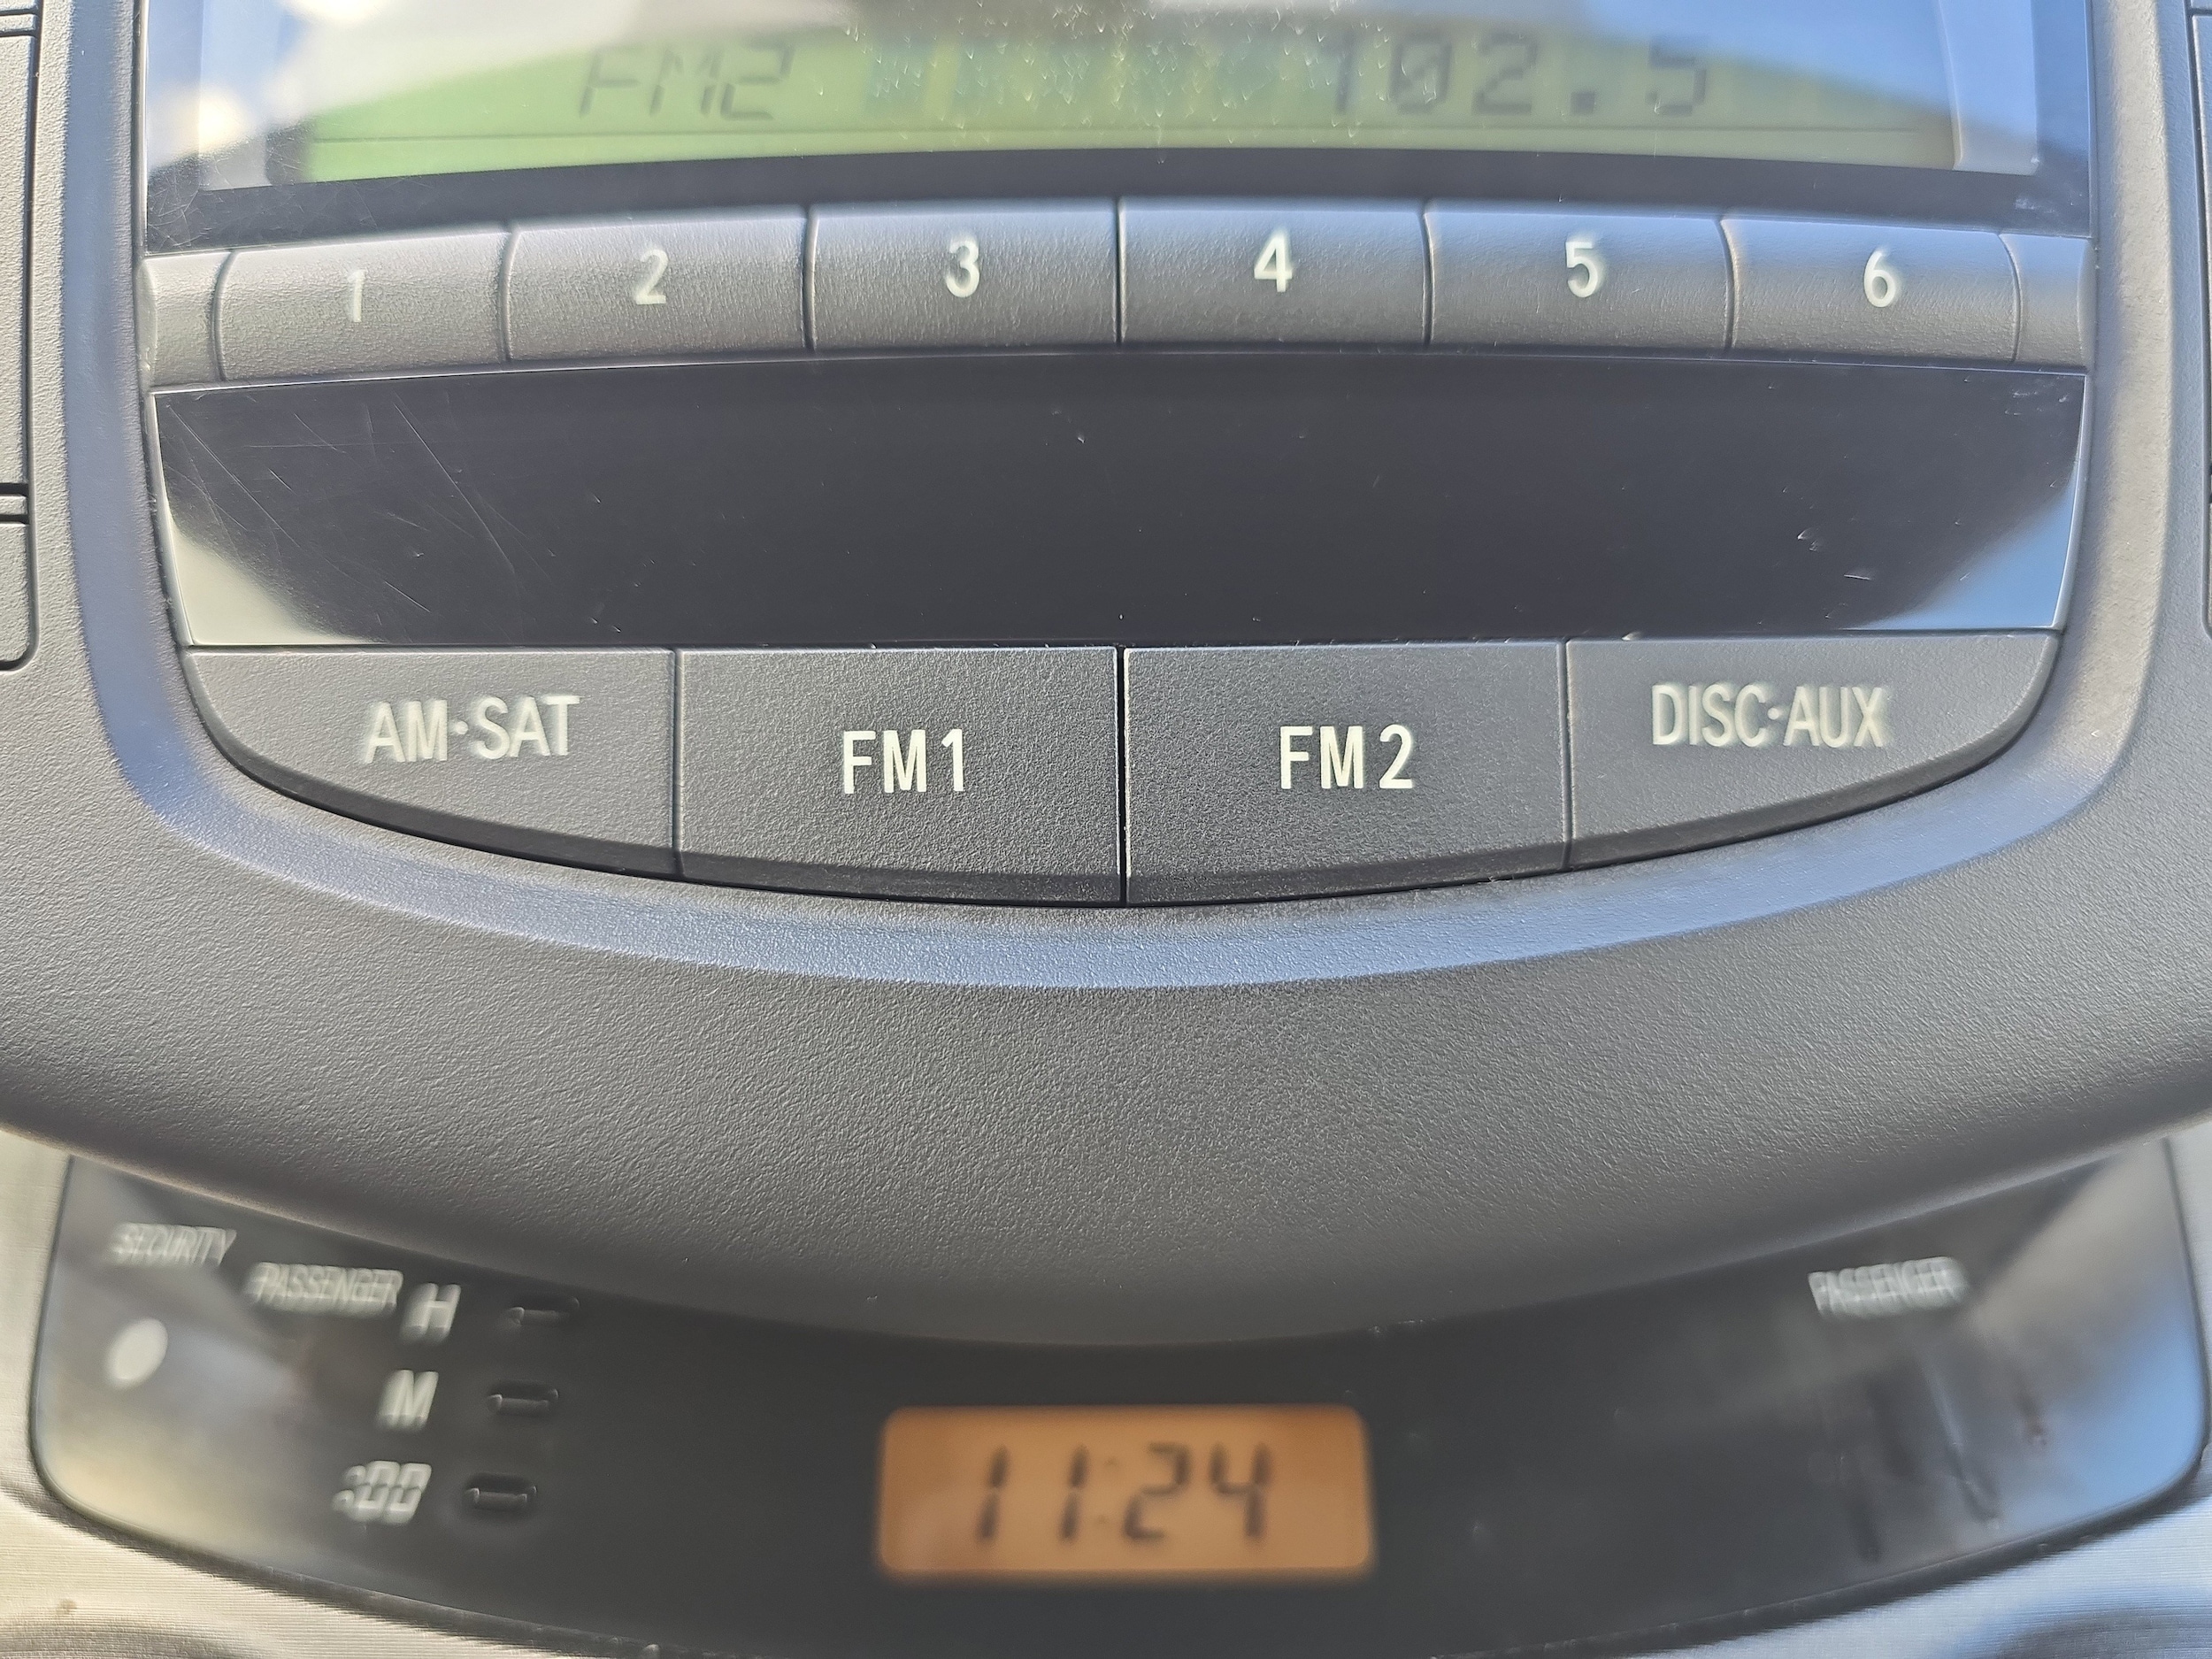 FM2 102.5
1 2 3 4 5 6
AM·SAT FM1 FM2 DISC·AUX
SECURITY
PASSENGER
PASSENGER
H
M
:00
11:24